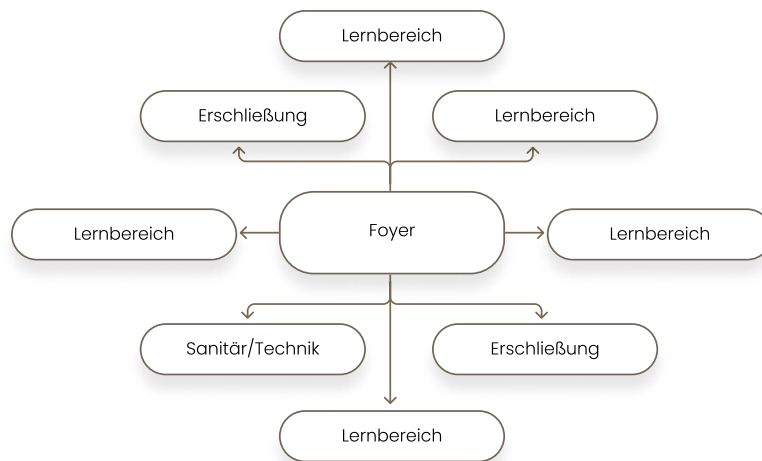 Lernbereich
Erschließung
Lernbereich
Lernbereich
Foyer
Lernbereich
Sanitär/Technik
Erschließung
Lernbereich